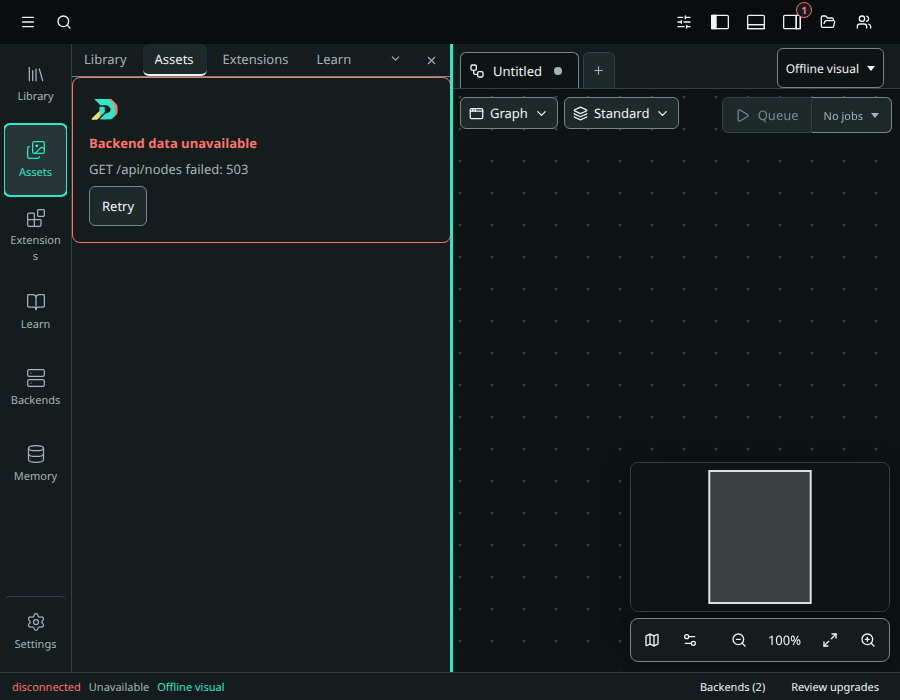 1
Library
Assets
Extensions
Learn
Untitled
+
Offline visual
Library
Assets
Extension
s
Learn
Backends
Memory
Settings
Backend data unavailable
GET /api/nodes failed: 503
Retry
Graph
Standard
Queue
No jobs
100%
disconnected Unavailable Offline visual
Backends (2)
Review upgrades